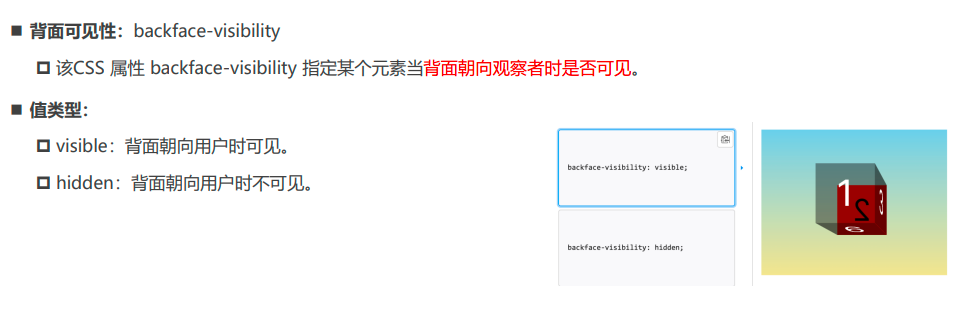 背面可见性：backface-visibility
该CSS 属性 backface-visibility 指定某个元素当背面朝向观察者时是否可见。
值类型：
visible：背面朝向用户时可见。
hidden：背面朝向用户时不可见。
backface-visibility: visible;
backface-visibility: hidden;
1
2
3
6